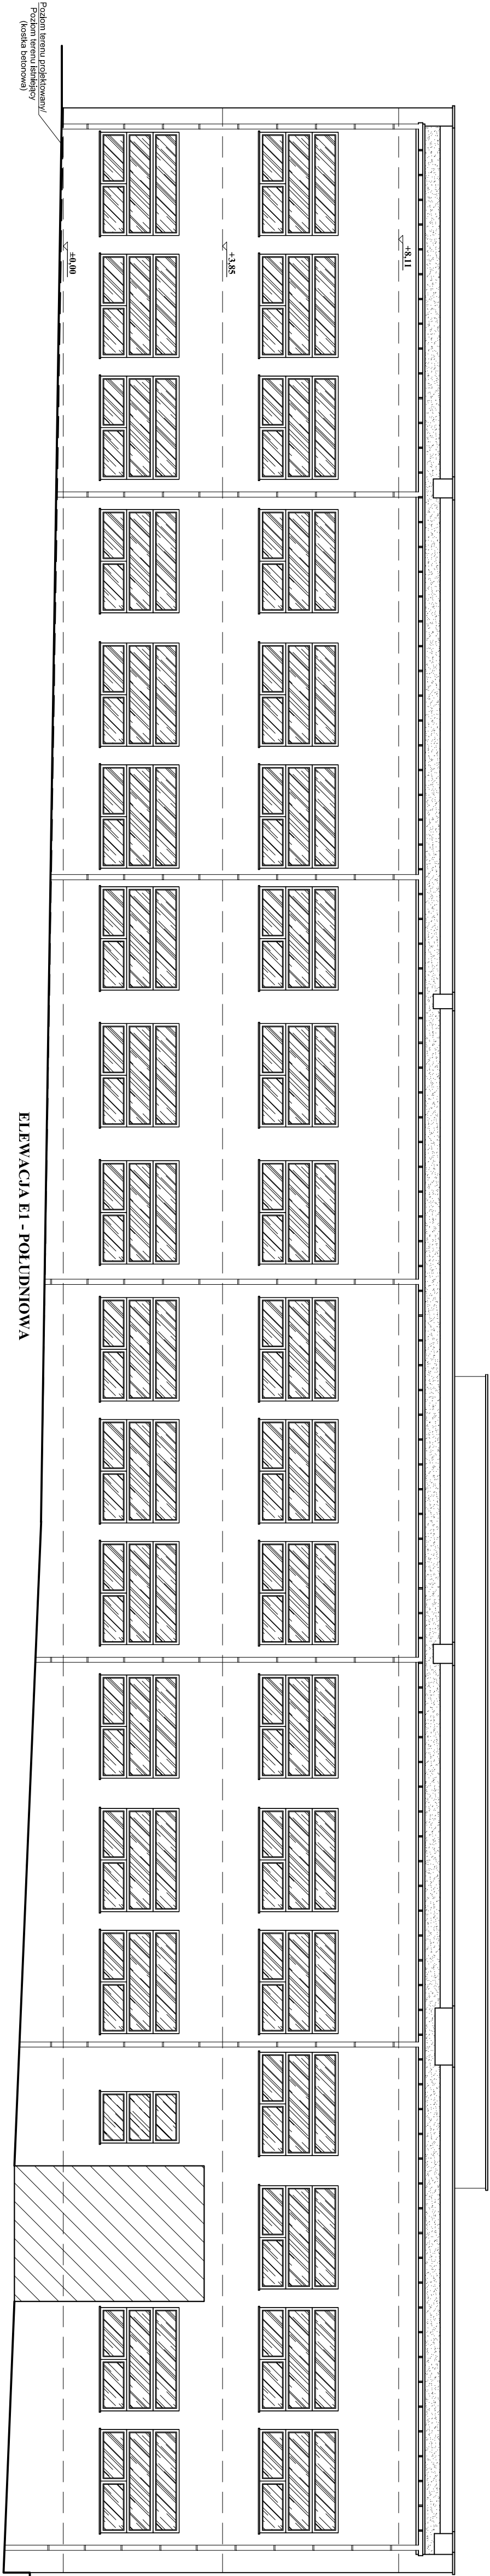 Poziom terenu projektowany/
Poziom terenu istniejący
(kostka betonowa)
+8,11
+3,85
±0,00
ELEWACJA E1 - POŁUDNIOWA